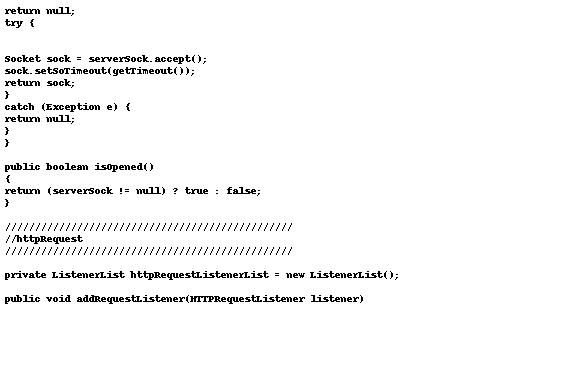 return null;
try {
Socket sock = serverSock.accept();
sock.setSoTimeout(getTimeout());
return sock;
}
catch (Exception e) {
return null;
}
}
public boolean isOpened()
{
return (serverSock != null) ? true : false;
}
////////////////////////////////////////////////
//httpRequest
////////////////////////////////////////////////
private ListenerList httpRequestListenerList = new ListenerList();
public void addRequestListener(HTTPRequestListener listener)